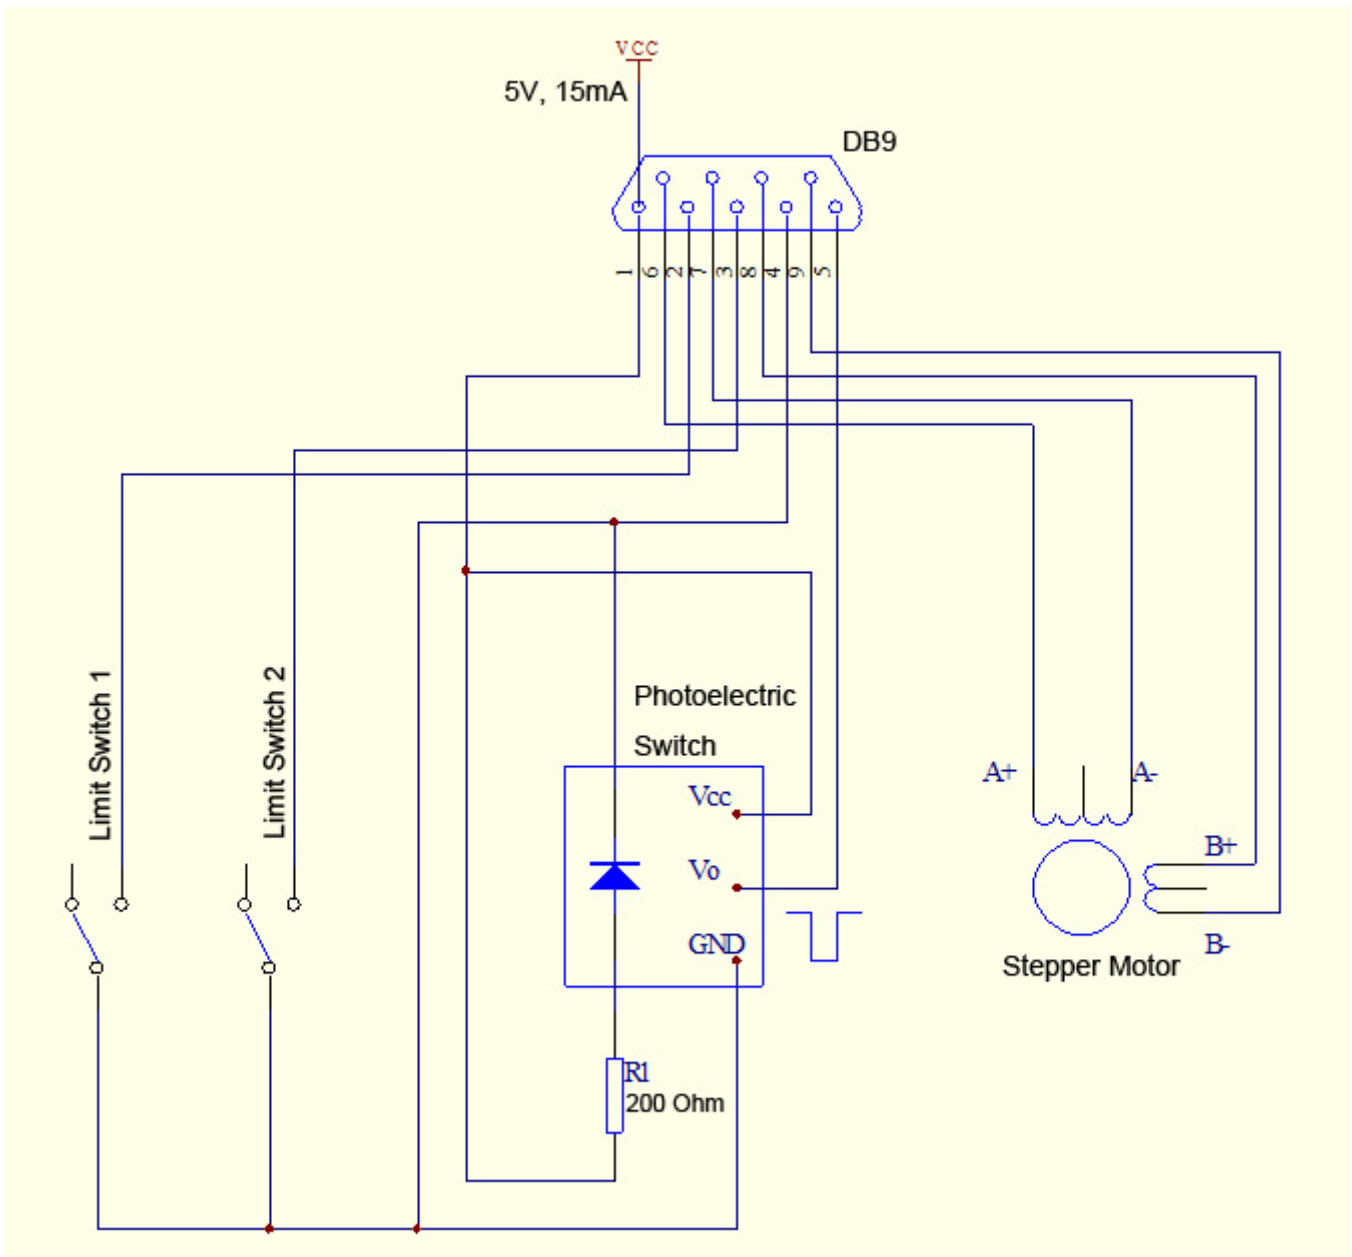 VCC
5V, 15mA
DB9
1 6 2 7 3 8 4 9 5
Limit Switch 1
Limit Switch 2
Photoelectric
Switch
Vcc
Vo
GND
R1
200 Ohm
A+
A-
B+
B-
Stepper Motor